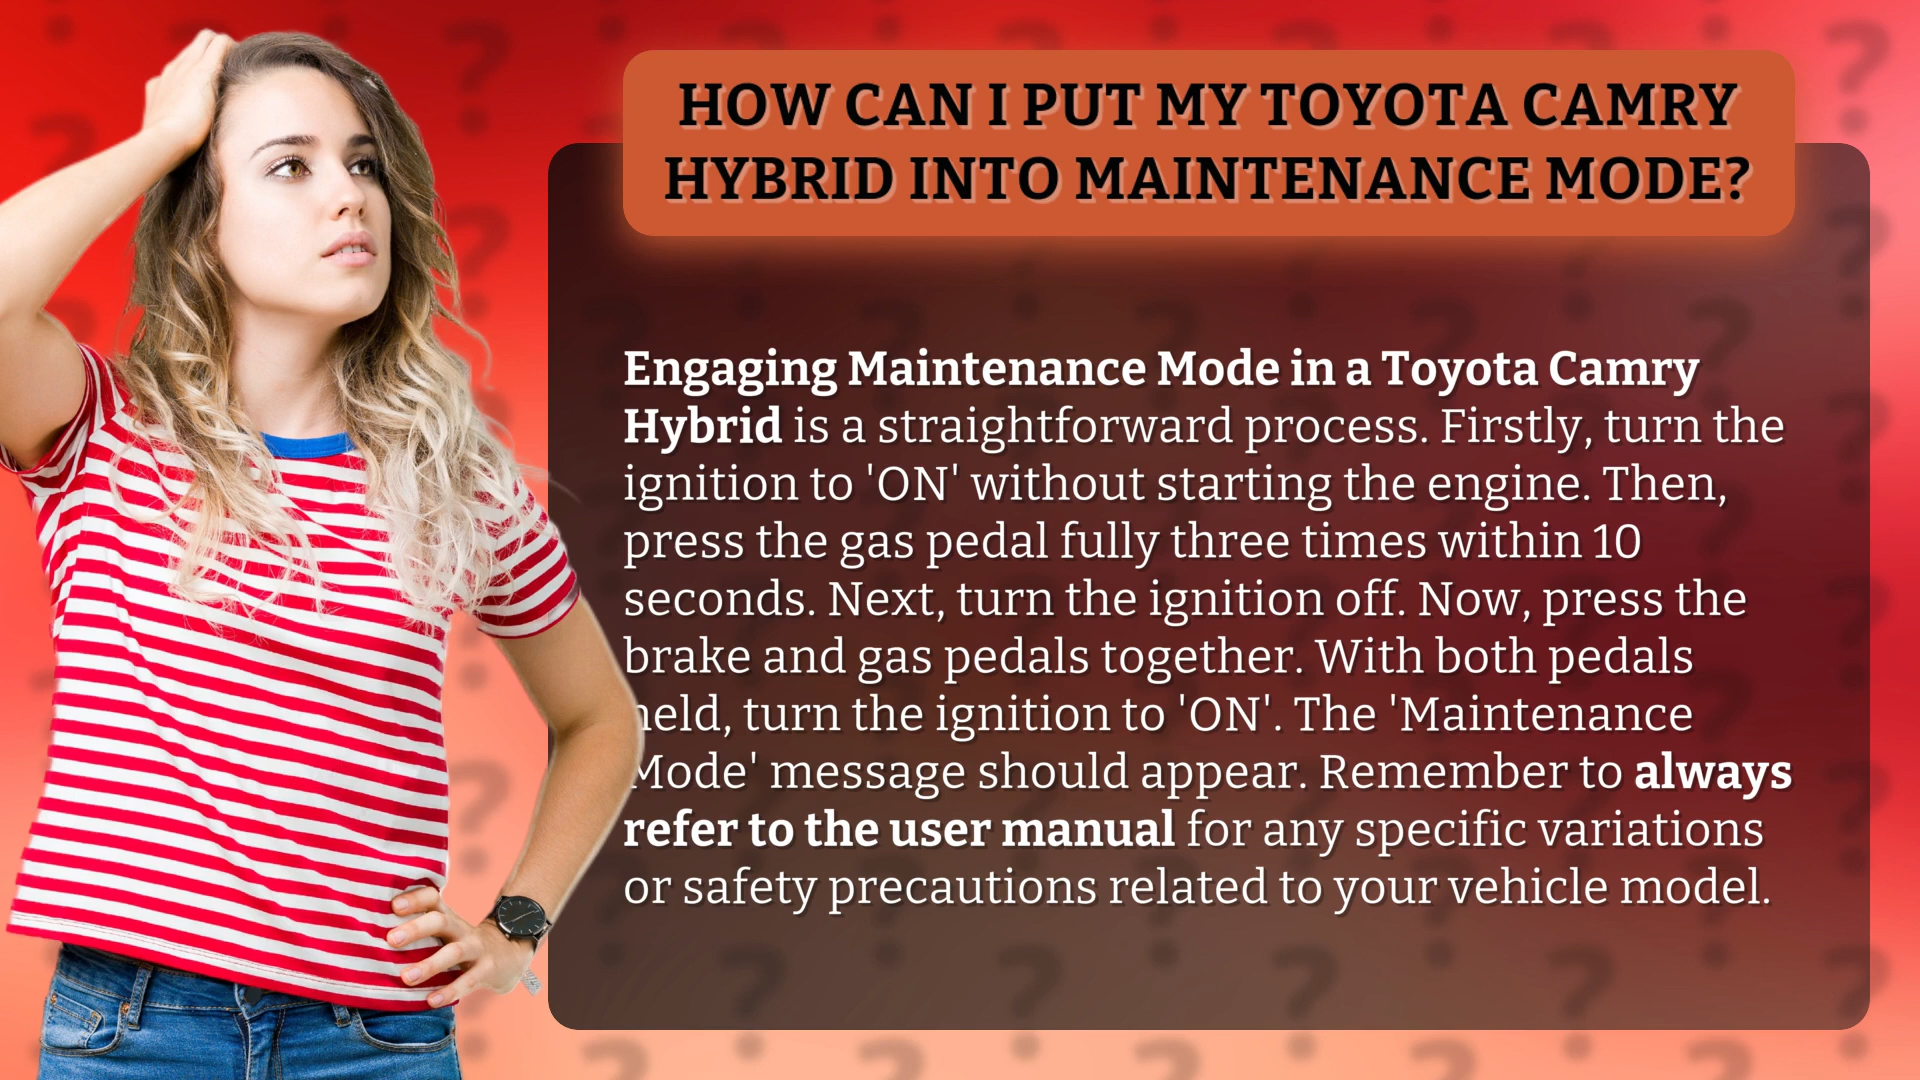 HOW CAN I PUT MY TOYOTA CAMRY
HYBRID INTO MAINTENANCE MODE?
Engaging Maintenance Mode in a Toyota Camry
Hybrid is a straightforward process. Firstly, turn the
ignition to 'ON' without starting the engine. Then,
press the gas pedal fully three times within 10
seconds. Next, turn the ignition off. Now, press the
brake and gas pedals together. With both pedals
held, turn the ignition to 'ON'. The 'Maintenance
Mode' message should appear. Remember to always
refer to the user manual for any specific variations
or safety precautions related to your vehicle model.